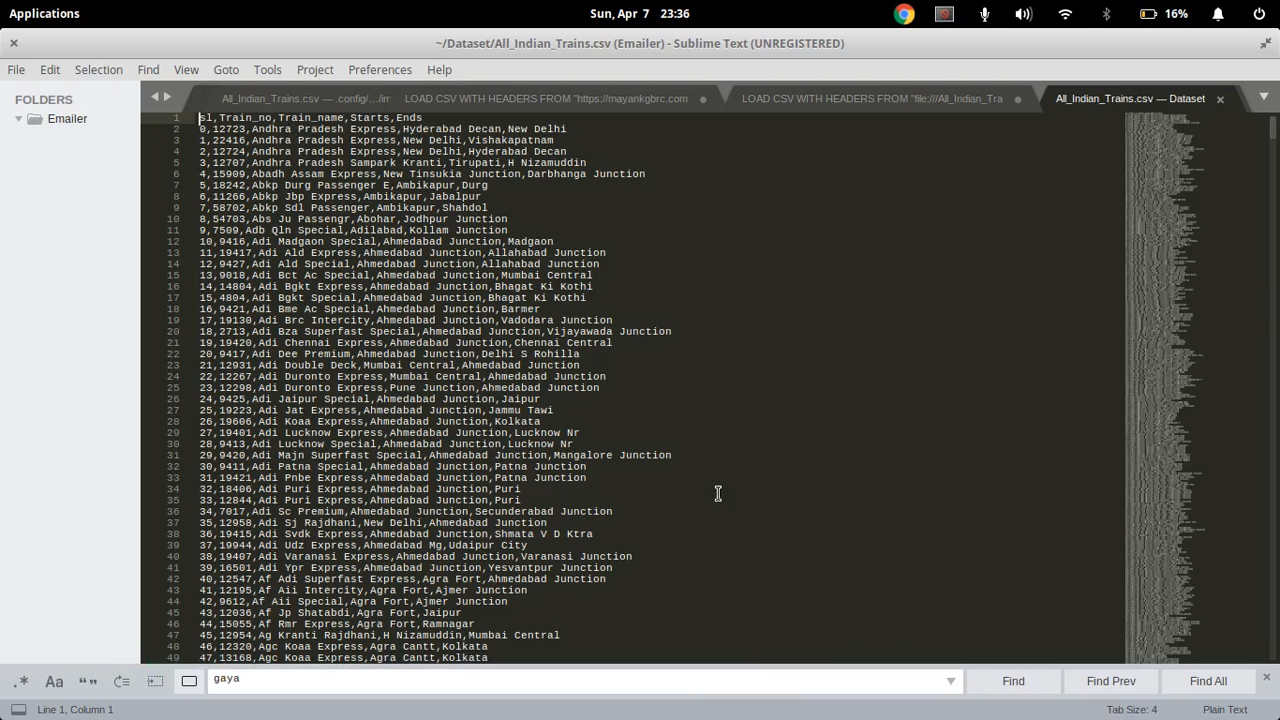 Applications
Sun, Apr 7 23:36
16%
~/Dataset/All_Indian_Trains.csv (Emailer) - Sublime Text (UNREGISTERED)
File Edit Selection Find View Goto Tools Project Preferences Help
FOLDERS
Emailer
All_Indian_Trains.csv — .config/.../im
LOAD CSV WITH HEADERS FROM "https://mayankgbrc.com
LOAD CSV WITH HEADERS FROM "file:///All_Indian_Tra
All_Indian_Trains.csv — Dataset
1 sl,Train_no,Train_name,Starts,Ends
2 0,12723,Andhra Pradesh Express,Hyderabad Decan,New Delhi
3 1,22416,Andhra Pradesh Express,New Delhi,Vishakapatnam
4 2,12724,Andhra Pradesh Express,New Delhi,Hyderabad Decan
5 3,12707,Andhra Pradesh Sampark Kranti,Tirupati,H Nizamuddin
6 4,15909,Abadh Assam Express,New Tinsukia Junction,Darbhanga Junction
7 5,18242,Abkp Durg Passenger E,Ambikapur,Durg
8 6,11266,Abkp Jbp Express,Ambikapur,Jabalpur
9 7,58702,Abkp Sdl Passenger,Ambikapur,Shahdol
10 8,54703,Abs Ju Passengr,Abohar,Jodhpur Junction
11 9,7509,Adb Qln Special,Adilabad,Kollam Junction
12 10,9416,Adi Madgaon Special,Ahmedabad Junction,Madgaon
13 11,19417,Adi Ald Express,Ahmedabad Junction,Allahabad Junction
14 12,9427,Adi Ald Special,Ahmedabad Junction,Allahabad Junction
15 13,9018,Adi Bct Ac Special,Ahmedabad Junction,Mumbai Central
16 14,14804,Adi Bgkt Express,Ahmedabad Junction,Bhagat Ki Kothi
17 15,4804,Adi Bgkt Special,Ahmedabad Junction,Bhagat Ki Kothi
18 16,9421,Adi Bme Ac Special,Ahmedabad Junction,Barmer
19 17,19130,Adi Brc Intercity,Ahmedabad Junction,Vadodara Junction
20 18,2713,Adi Bza Superfast Special,Ahmedabad Junction,Vijayawada Junction
21 19,19420,Adi Chennai Express,Ahmedabad Junction,Chennai Central
22 20,9417,Adi Dee Premium,Ahmedabad Junction,Delhi S Rohilla
23 21,12931,Adi Double Deck,Mumbai Central,Ahmedabad Junction
24 22,12267,Adi Duronto Express,Mumbai Central,Ahmedabad Junction
25 23,12298,Adi Duronto Express,Pune Junction,Ahmedabad Junction
26 24,9425,Adi Jaipur Special,Ahmedabad Junction,Jaipur
27 25,19223,Adi Jat Express,Ahmedabad Junction,Jammu Tawi
28 26,19606,Adi Koaa Express,Ahmedabad Junction,Kolkata
29 27,19401,Adi Lucknow Express,Ahmedabad Junction,Lucknow Nr
30 28,9413,Adi Lucknow Special,Ahmedabad Junction,Lucknow Nr
31 29,9420,Adi Majn Superfast Special,Ahmedabad Junction,Mangalore Junction
32 30,9411,Adi Patna Special,Ahmedabad Junction,Patna Junction
33 31,19421,Adi Pnbe Express,Ahmedabad Junction,Patna Junction
34 32,18406,Adi Puri Express,Ahmedabad Junction,Puri
35 33,12844,Adi Puri Express,Ahmedabad Junction,Puri
36 34,7017,Adi Sc Premium,Ahmedabad Junction,Secunderabad Junction
37 35,12958,Adi Sj Rajdhani,New Delhi,Ahmedabad Junction
38 36,19415,Adi Svdk Express,Ahmedabad Junction,Shmata V D Ktra
39 37,19944,Adi Udz Express,Ahmedabad Mg,Udaipur City
40 38,19407,Adi Varanasi Express,Ahmedabad Junction,Varanasi Junction
41 39,16501,Adi Ypr Express,Ahmedabad Junction,Yesvantpur Junction
42 40,12547,Af Adi Superfast Express,Agra Fort,Ahmedabad Junction
43 41,12195,Af Aii Intercity,Agra Fort,Ajmer Junction
44 42,9612,Af Aii Special,Agra Fort,Ajmer Junction
45 43,12036,Af Jp Shatabdi,Agra Fort,Jaipur
46 44,15055,Af Rmr Express,Agra Fort,Ramnagar
47 45,12954,Ag Kranti Rajdhani,H Nizamuddin,Mumbai Central
48 46,12320,Agc Koaa Express,Agra Cantt,Kolkata
49 47,13168,Agc Koaa Express,Agra Cantt,Kolkata
.* Aa “” gaya Find Find Prev Find All
Line 1, Column 1
Tab Size: 4 Plain Text